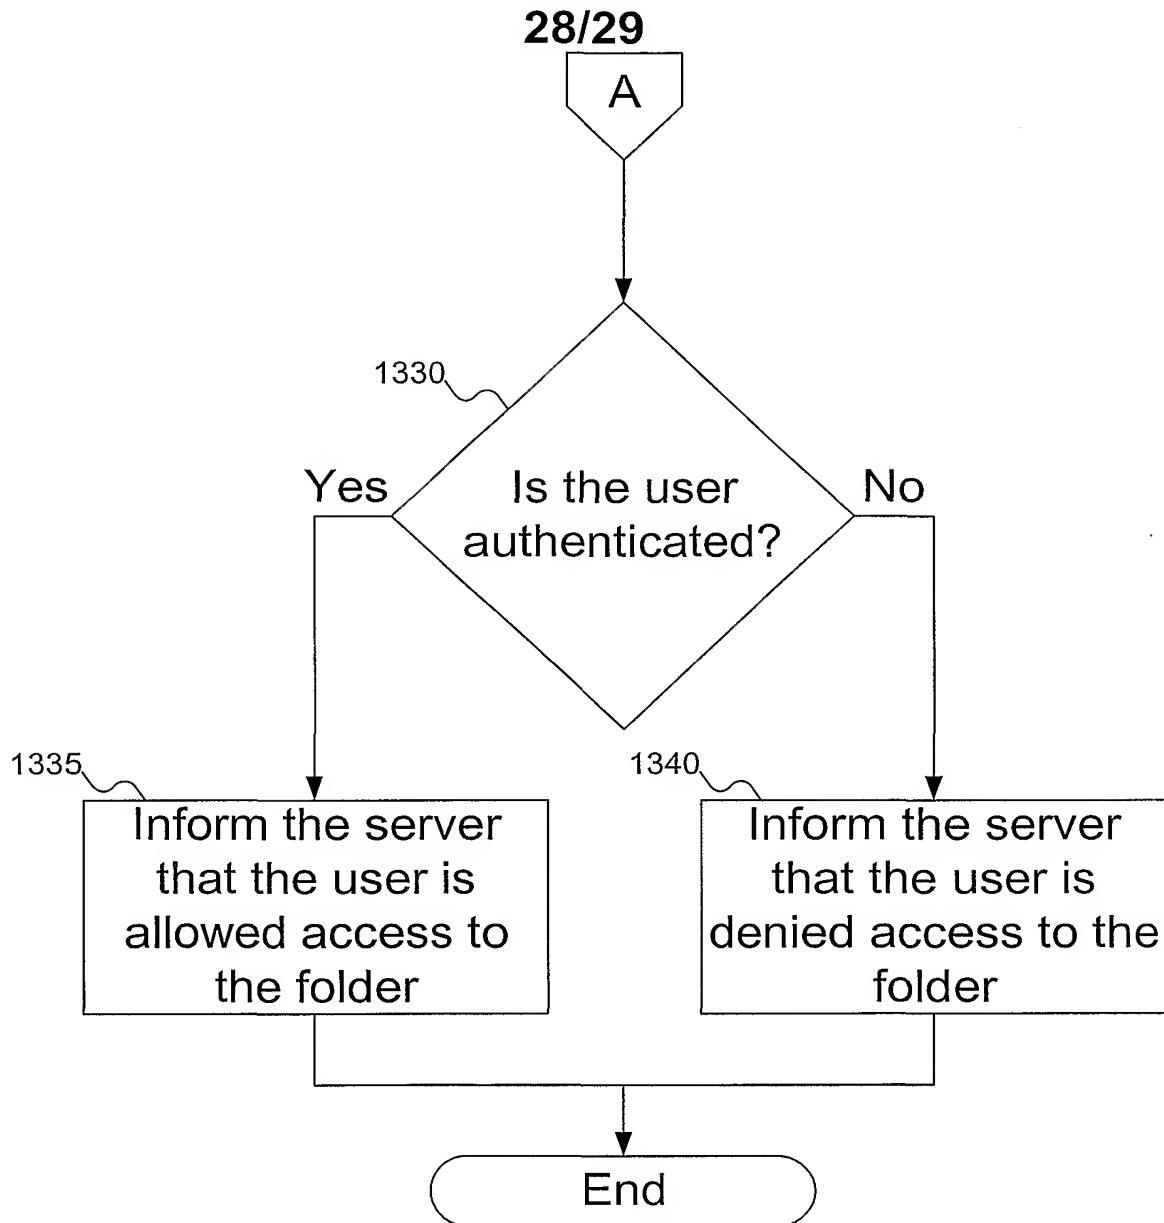 28/29
A
1330
Yes
Is the user
authenticated?
No
1335
Inform the server
that the user is
allowed access to
the folder
1340
Inform the server
that the user is
denied access to the
folder
End